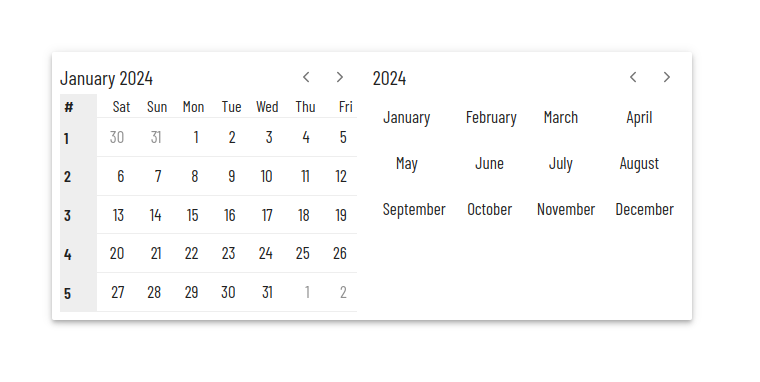 January 2024
# Sat Sun Mon Tue Wed Thu Fri
1 30 31 1 2 3 4 5
2 6 7 8 9 10 11 12
3 13 14 15 16 17 18 19
4 20 21 22 23 24 25 26
5 27 28 29 30 31 1 2
2024
January February March April
May June July August
September October November December